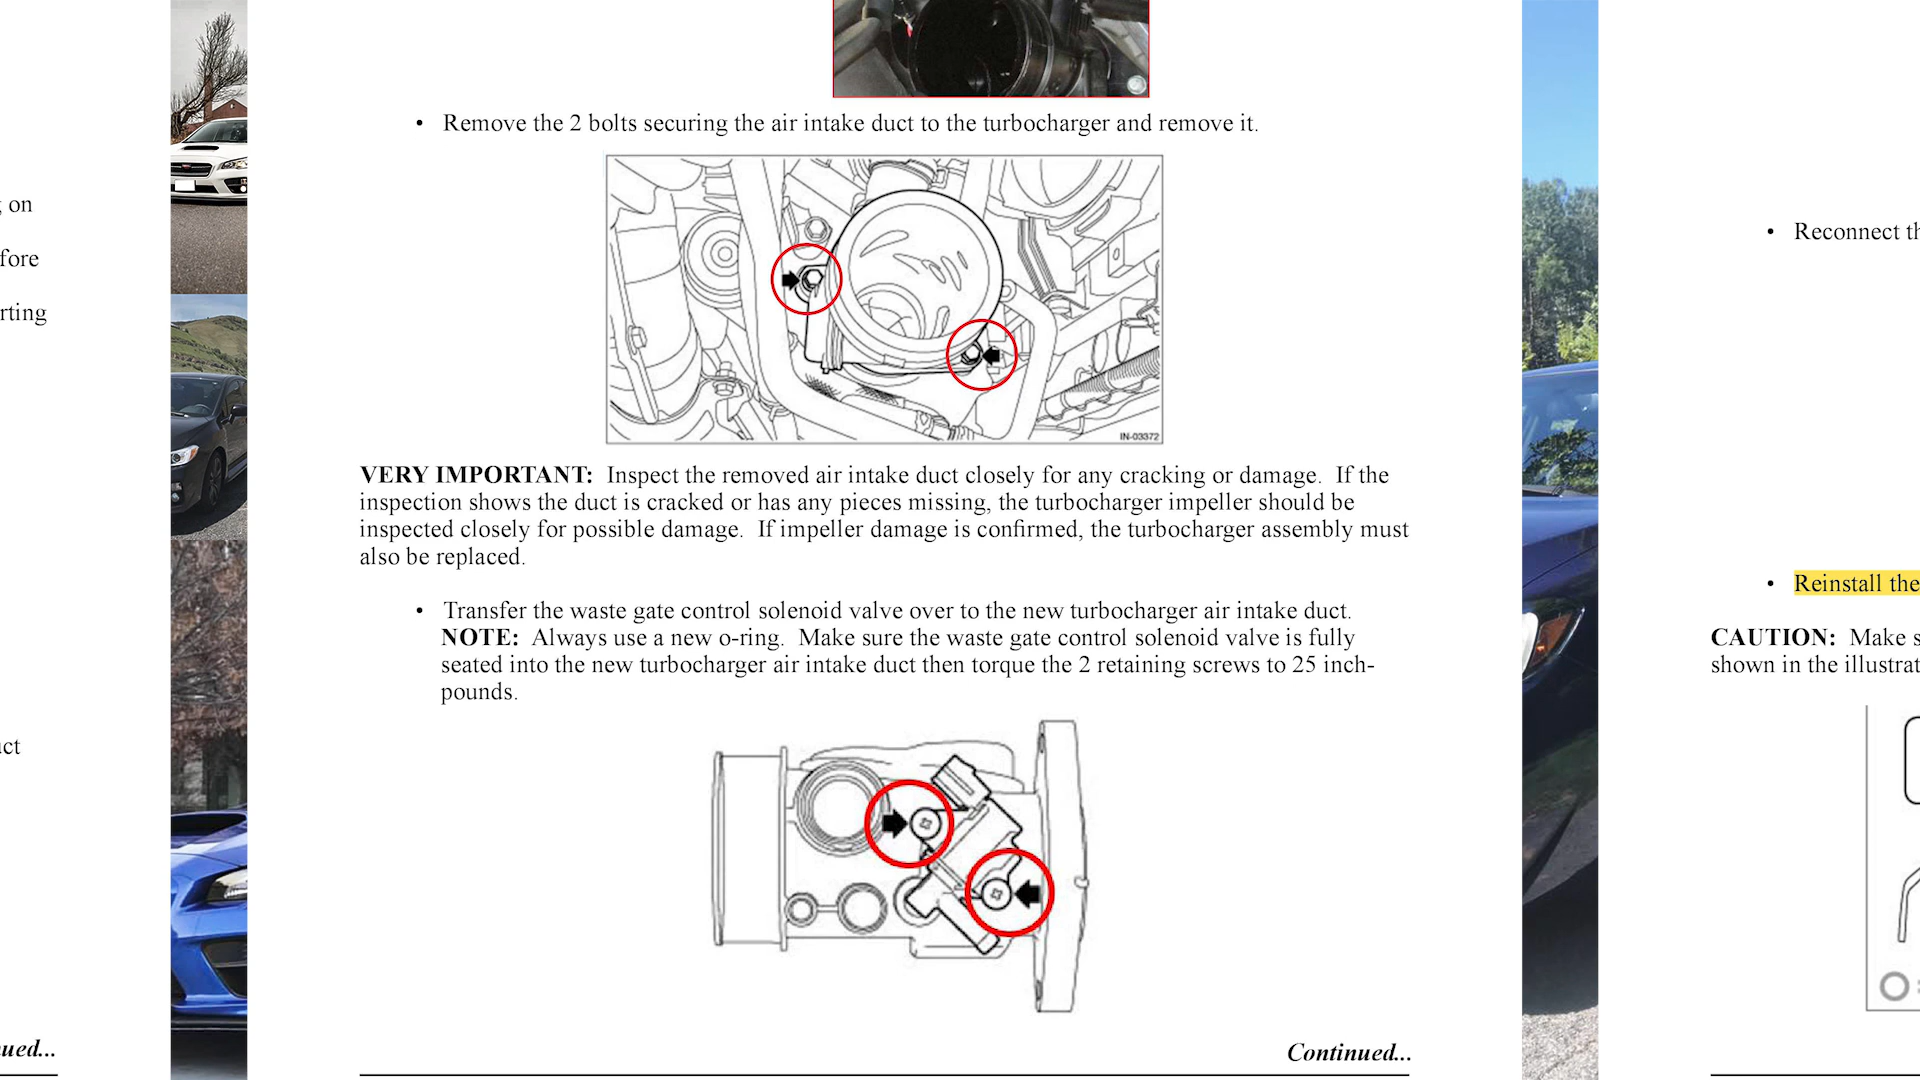 on
fore
rting
ct
ued...
• Remove the 2 bolts securing the air intake duct to the turbocharger and remove it.
IN-03372
VERY IMPORTANT: Inspect the removed air intake duct closely for any cracking or damage. If the
inspection shows the duct is cracked or has any pieces missing, the turbocharger impeller should be
inspected closely for possible damage. If impeller damage is confirmed, the turbocharger assembly must
also be replaced.
• Transfer the waste gate control solenoid valve over to the new turbocharger air intake duct.
NOTE: Always use a new o-ring. Make sure the waste gate control solenoid valve is fully
seated into the new turbocharger air intake duct then torque the 2 retaining screws to 25 inch-
pounds.
Continued...
• Reconnect th
• Reinstall the
CAUTION: Make s
shown in the illustrat